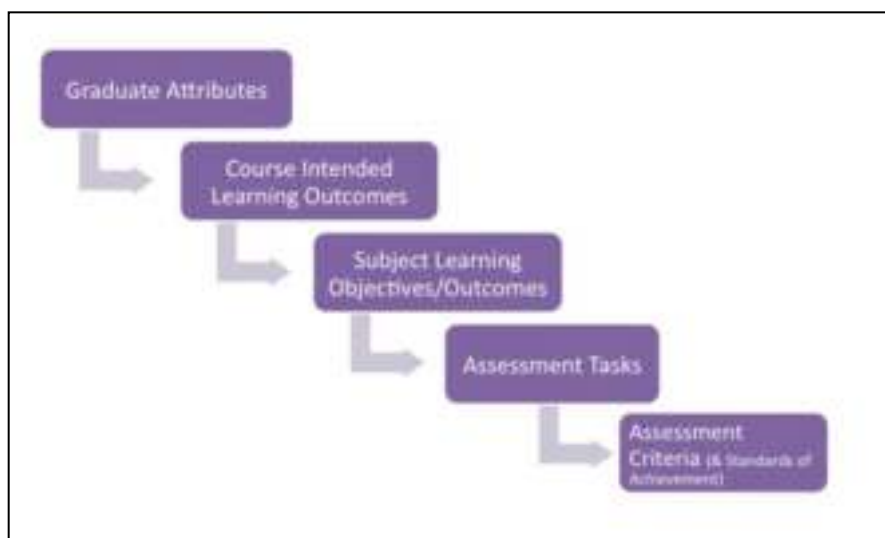 Graduate Attributes
Course Intended
Learning Outcomes
Subject Learning
Objectives/Outcomes
Assessment Tasks
Assessment
Criteria (& Standards of
Achievement)